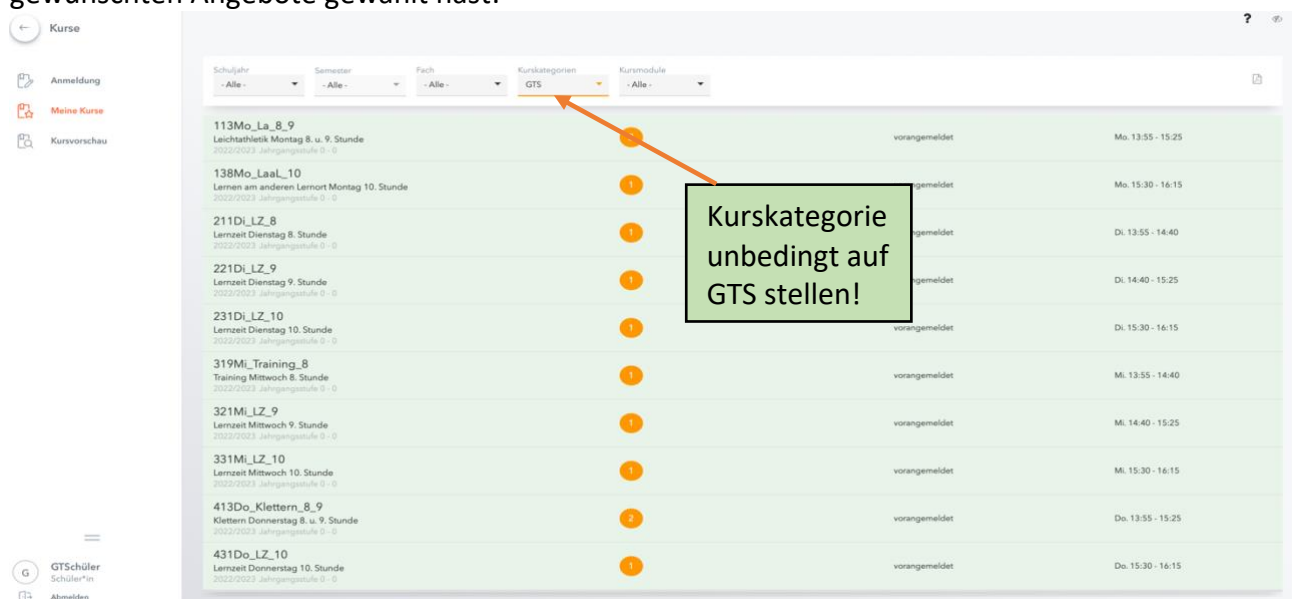 gewünschten Angebote gewählt hast.
Kurse
?
Anmeldung
Meine Kurse
Kursvorschau
Schuljahr Semester Fach Kurskategorien Kursmodule
- Alle - - Alle - - Alle - GTS - Alle -
113Mo_La_8_9
Leichtathletik Montag 8. u. 9. Stunde vorangemeldet Mo. 13:55 - 15:25
2022/2023 Jahrgangsstufe 0 - 0
138Mo_LaaL_10
Lernen am anderen Lernort Montag 10. Stunde 1 ngemeldet Mo. 15:30 - 16:15
2022/2023 Jahrgangsstufe 0 - 0
211Di_LZ_8
Lernzeit Dienstag 8. Stunde 1 ngemeldet Di. 13:55 - 14:40
2022/2023 Jahrgangsstufe 0 - 0
221Di_LZ_9
Lernzeit Dienstag 9. Stunde 1 ngemeldet Di. 14:40 - 15:25
2022/2023 Jahrgangsstufe 0 - 0
231Di_LZ_10
Lernzeit Dienstag 10. Stunde 1 vorangemeldet Di. 15:30 - 16:15
2022/2023 Jahrgangsstufe 0 - 0
319Mi_Training_8
Training Mittwoch 8. Stunde 1 vorangemeldet Mi. 13:55 - 14:40
2022/2023 Jahrgangsstufe 0 - 0
321Mi_LZ_9
Lernzeit Mittwoch 9. Stunde 1 vorangemeldet Mi. 14:40 - 15:25
2022/2023 Jahrgangsstufe 0 - 0
331Mi_LZ_10
Lernzeit Mittwoch 10. Stunde 1 vorangemeldet Mi. 15:30 - 16:15
2022/2023 Jahrgangsstufe 0 - 0
413Do_Klettern_8_9
Klettern Donnerstag 8. u. 9. Stunde 2 vorangemeldet Do. 13:55 - 15:25
2022/2023 Jahrgangsstufe 0 - 0
431Do_LZ_10
Lernzeit Donnerstag 10. Stunde 1 vorangemeldet Do. 15:30 - 16:15
2022/2023 Jahrgangsstufe 0 - 0
Kurskategorie
unbedingt auf
GTS stellen!
G GTSchüler
Schüler*in
Abmelden